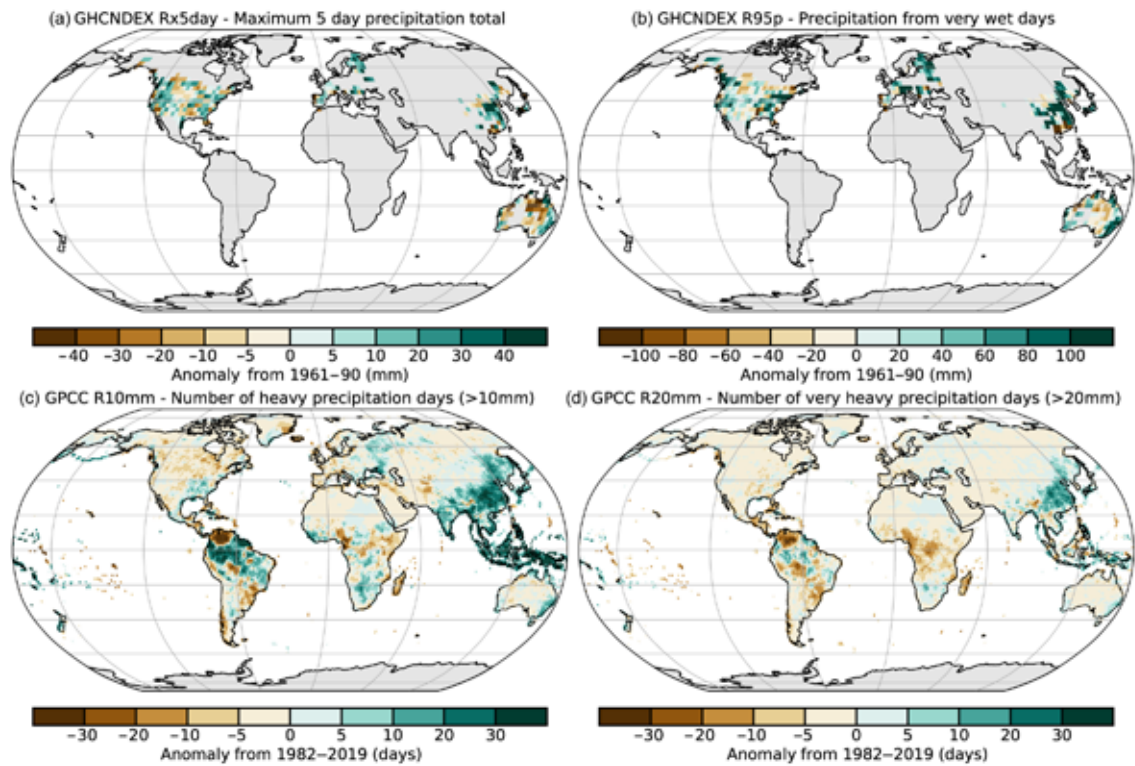 (a) GHCNDEX Rx5day - Maximum 5 day precipitation total
−40 −30 −20 −10 −5 0 5 10 20 30 40
Anomaly from 1961–90 (mm)
(b) GHCNDEX R95p - Precipitation from very wet days
−100 −80 −60 −40 −20 0 20 40 60 80 100
Anomaly from 1961–90 (mm)
(c) GPCC R10mm - Number of heavy precipitation days (>10mm)
−30 −20 −10 −5 0 5 10 20 30
Anomaly from 1982–2019 (days)
(d) GPCC R20mm - Number of very heavy precipitation days (>20mm)
−30 −20 −10 −5 0 5 10 20 30
Anomaly from 1982–2019 (days)